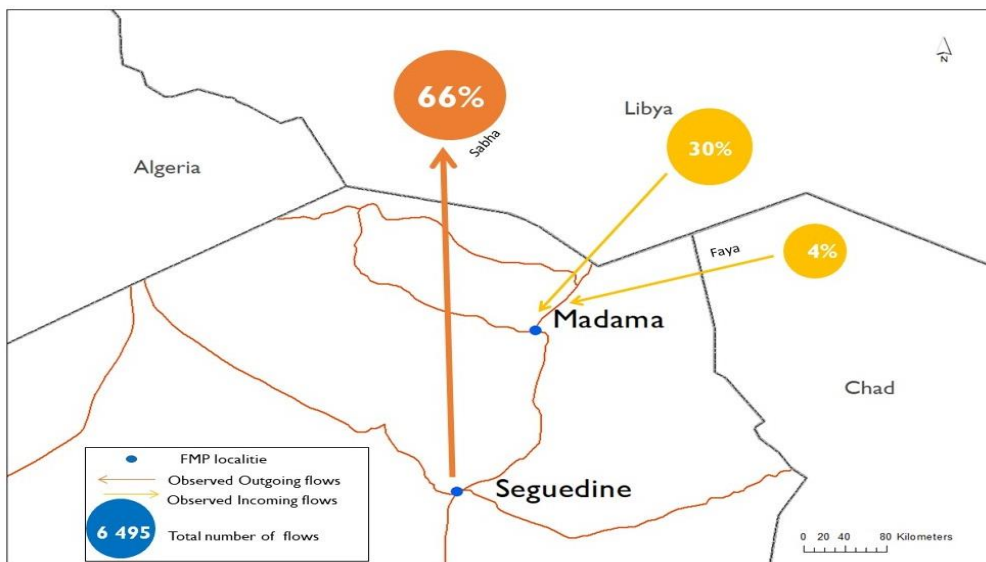 N
66%
Sabha
Libya
30%
Algeria
Faya
4%
Madama
Chad
Seguedine
FMP localitie
Observed Outgoing flows
Observed Incoming flows
6 495 Total number of flows
0 20 40 80 Kilometers